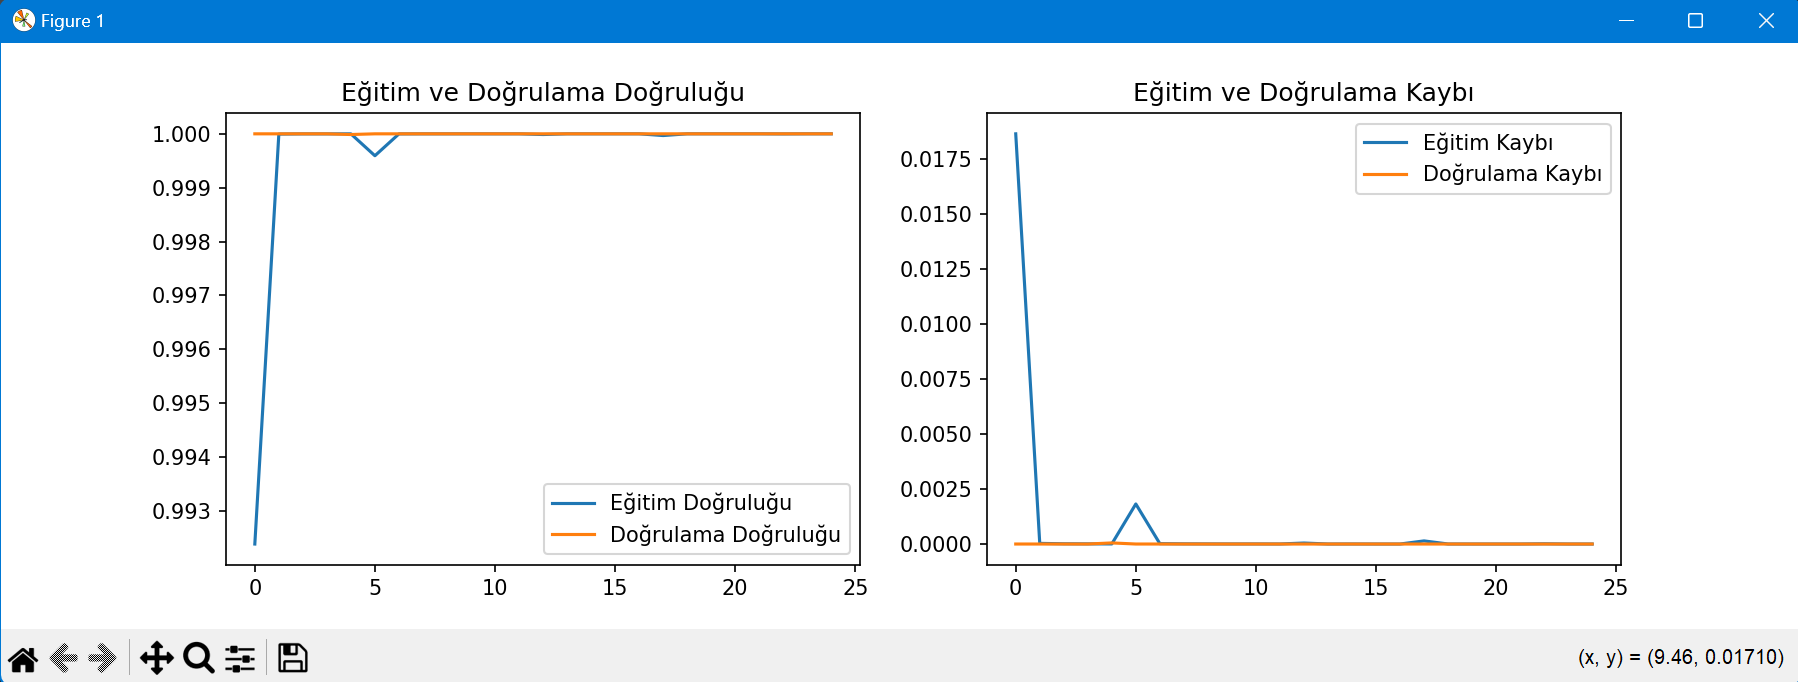 Figure 1
Eğitim ve Doğrulama Doğruluğu
1.000
0.999
0.998
0.997
0.996
0.995
0.994
0.993
0 5 10 15 20 25
Eğitim Doğruluğu
Doğrulama Doğruluğu
Eğitim ve Doğrulama Kaybı
0.0175
0.0150
0.0125
0.0100
0.0075
0.0050
0.0025
0.0000
0 5 10 15 20 25
Eğitim Kaybı
Doğrulama Kaybı
(x, y) = (9.46, 0.01710)